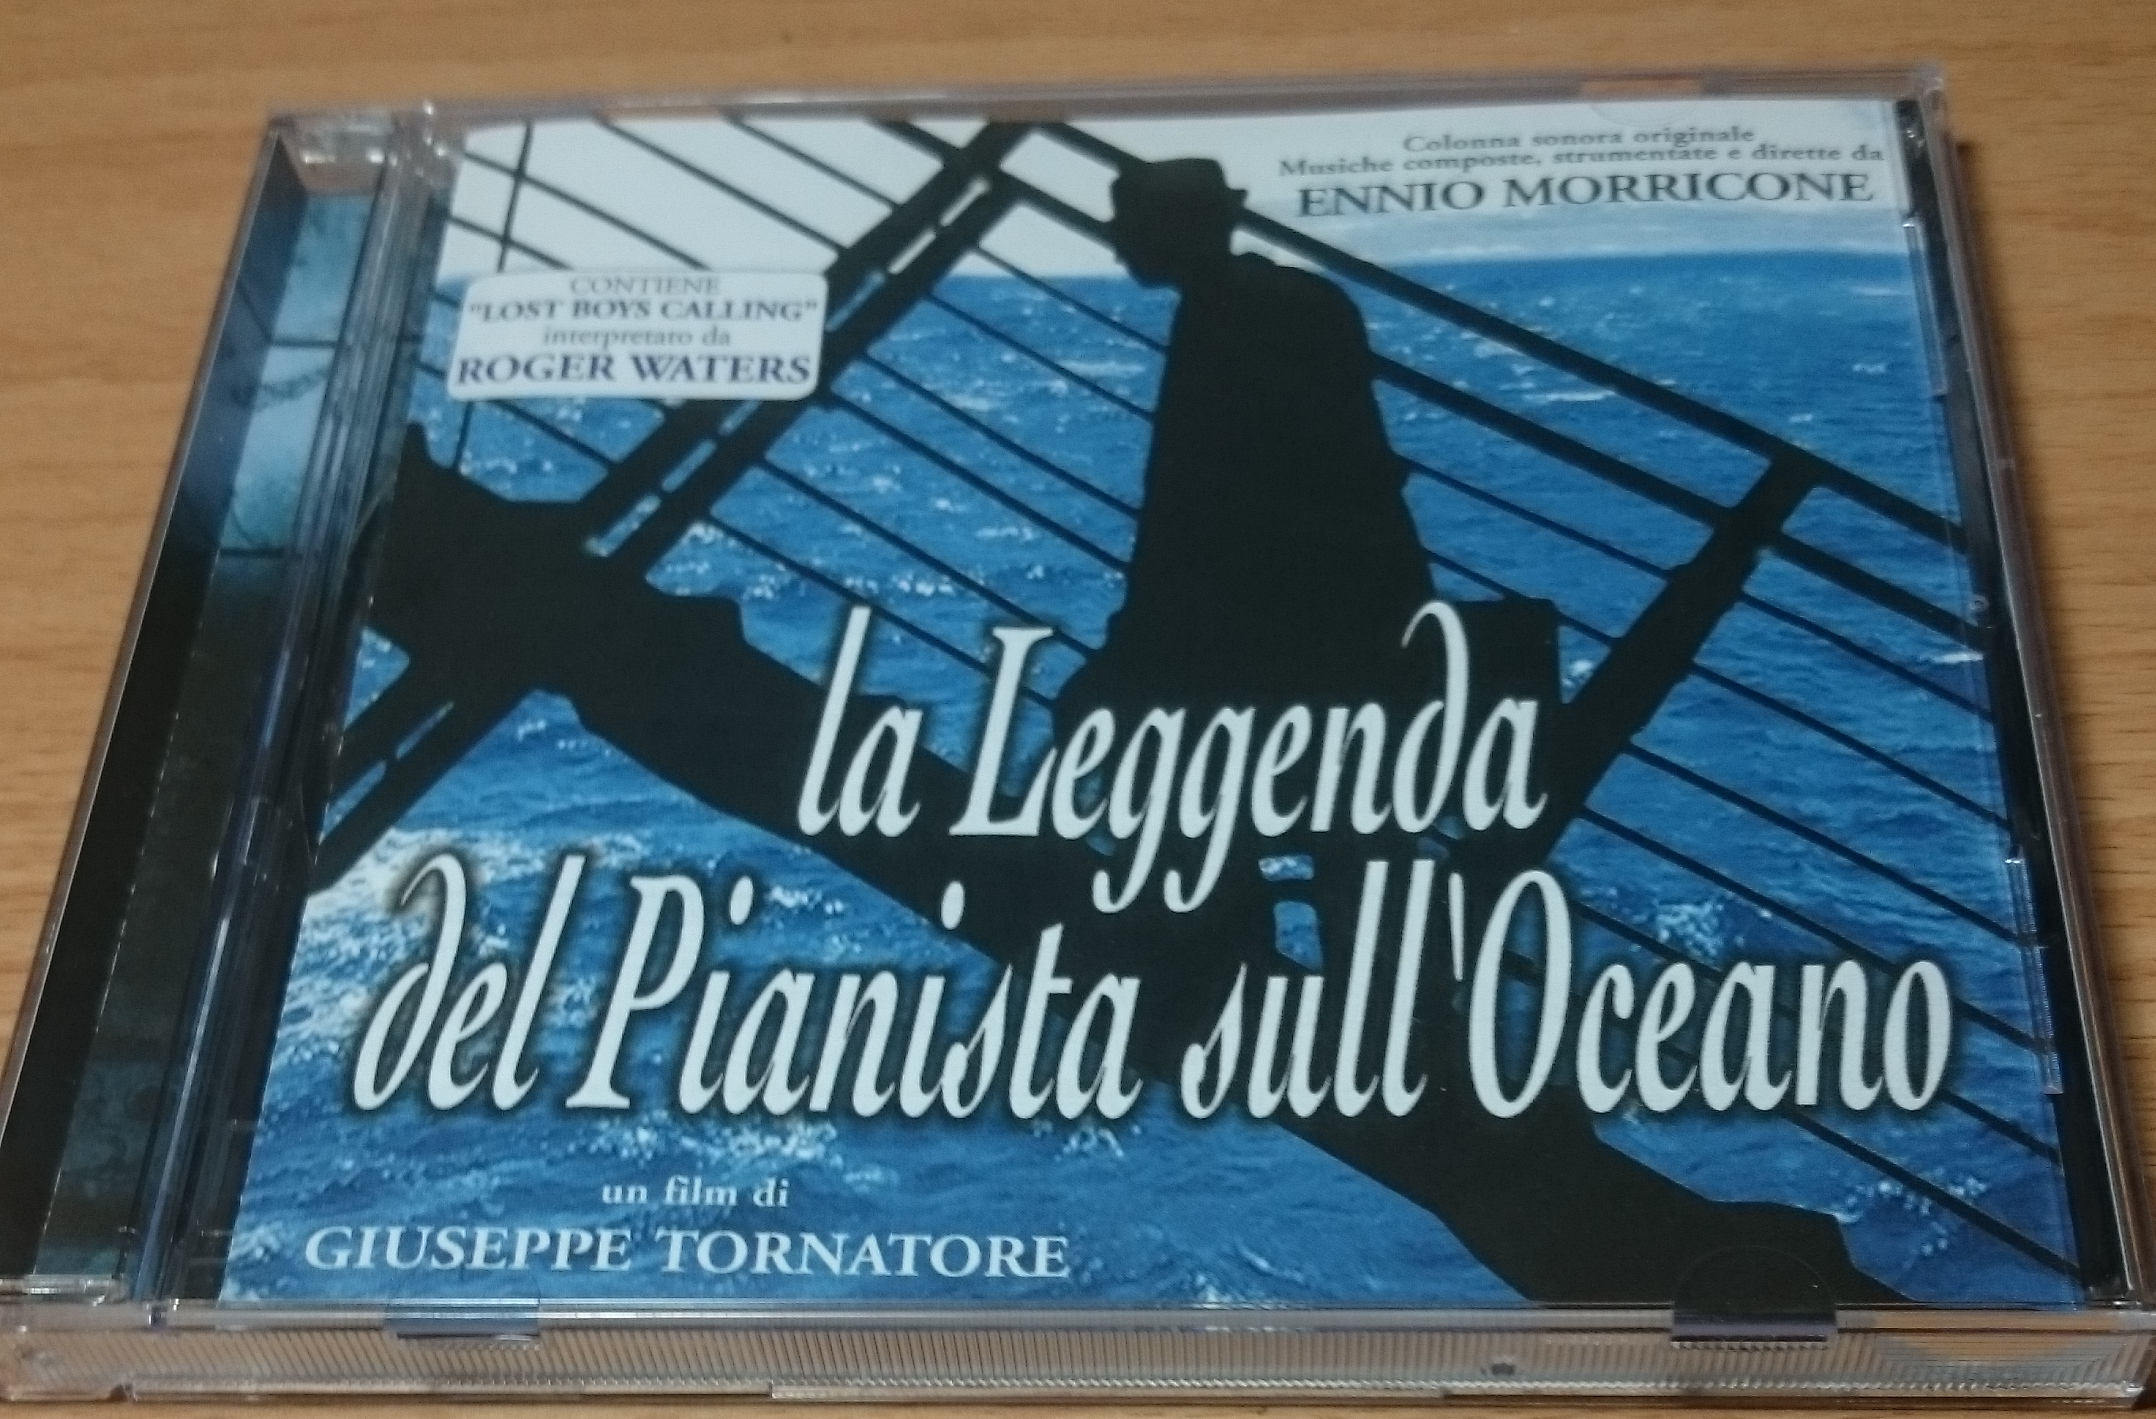 Colonna sonora originale
Musiche composte, strumentate e dirette da
ENNIO MORRICONE
CONTIENE
"LOST BOYS CALLING"
interpretato da
ROGER WATERS
la Leggenda
del Pianista sull'Oceano
un film di
GIUSEPPE TORNATORE